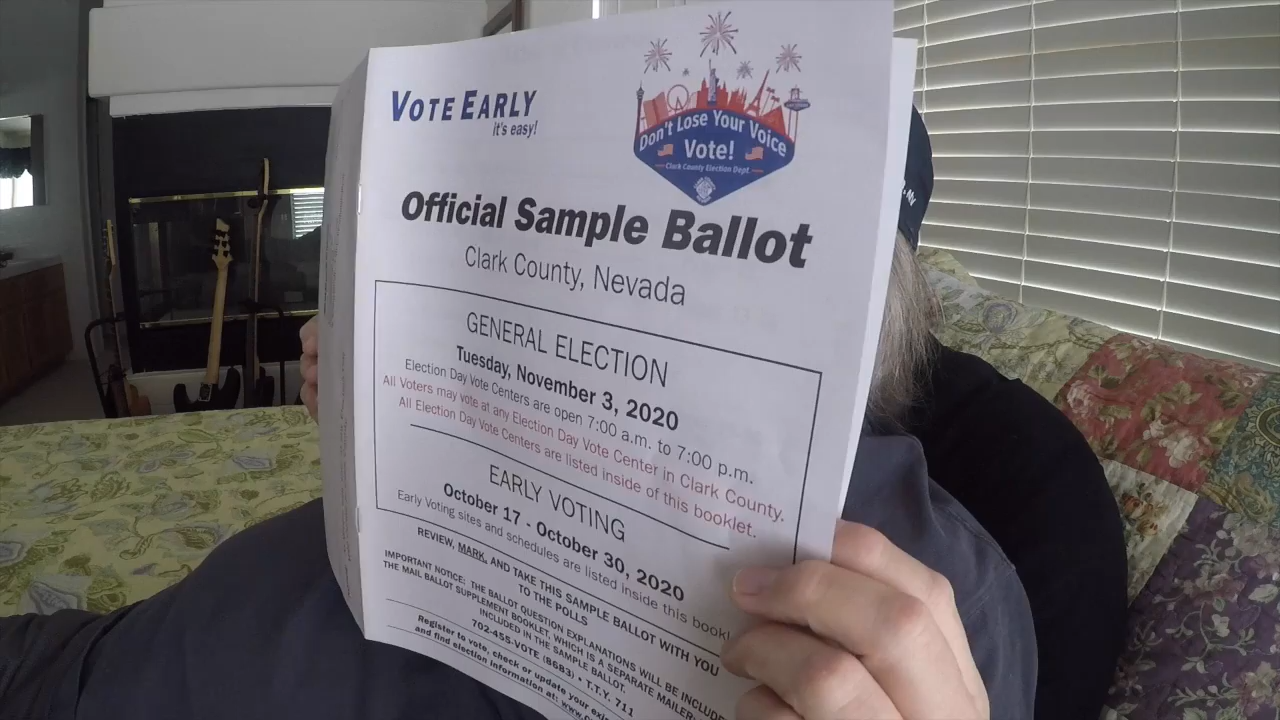 VOTE EARLY
it's easy!
Don't Lose Your Voice
Vote!
Clark County Election Dept
Official Sample Ballot
Clark County, Nevada
GENERAL ELECTION
Tuesday, November 3, 2020
Election Day Vote Centers are open 7:00 a.m. to 7:00 p.m.
All Voters may vote at any Election Day Vote Center in Clark County.
All Election Day Vote Centers are listed inside of this booklet.
EARLY VOTING
October 17 - October 30, 2020
Early Voting sites and schedules are listed inside this bookl
REVIEW, MARK, AND TAKE THIS SAMPLE BALLOT WITH YOU
TO THE POLLS
IMPORTANT NOTICE: THE BALLOT QUESTION EXPLANATIONS WILL BE INCLUDE
THE MAIL BALLOT SUPPLEMENT BOOKLET, WHICH IS A SEPARATE MAILER;
INCLUDED IN THE SAMPLE BALLOT.
702-455-VOTE (8683) • T.T.Y. 711
Register to vote, check or update your exi
and find election information at: www.C